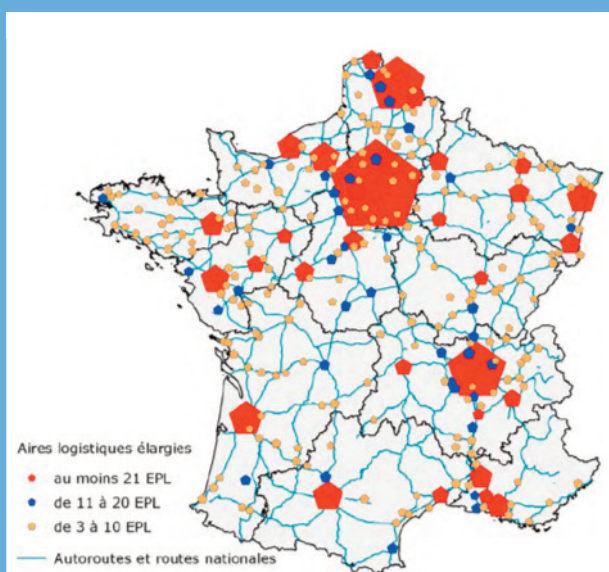 Aires logistiques élargies
au moins 21 EPL
de 11 à 20 EPL
de 3 à 10 EPL
Autoroutes et routes nationales